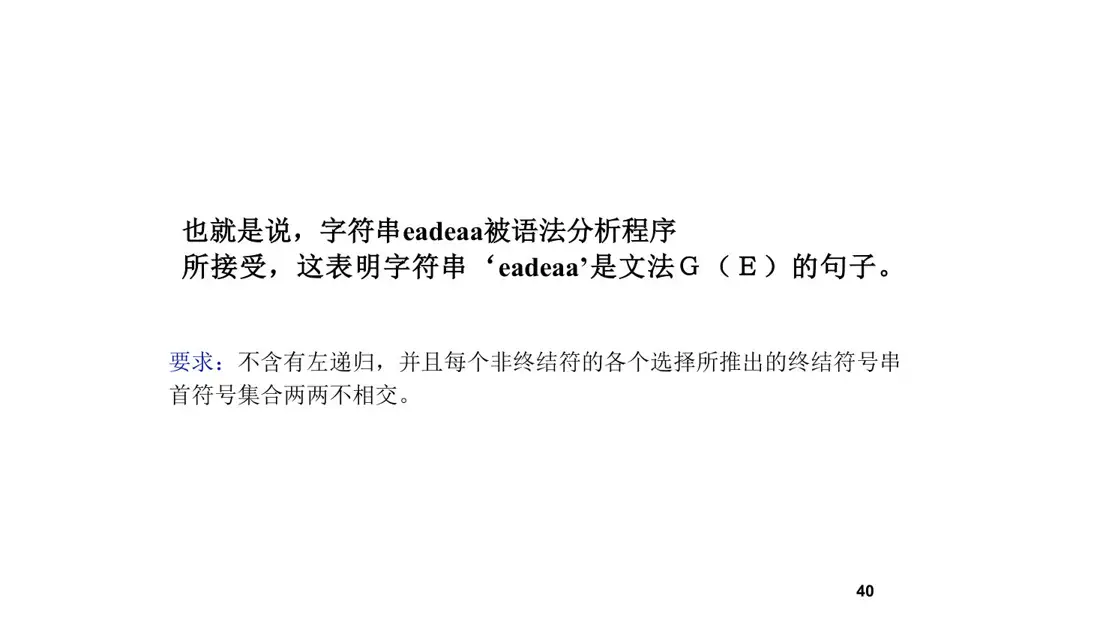 也就是说，字符串eadeaa被语法分析程序
所接受，这表明字符串‘eadeaa’是文法Ｇ（Ｅ）的句子。
要求：不含有左递归，并且每个非终结符的各个选择所推出的终结符号串
首符号集合两两不相交。
40